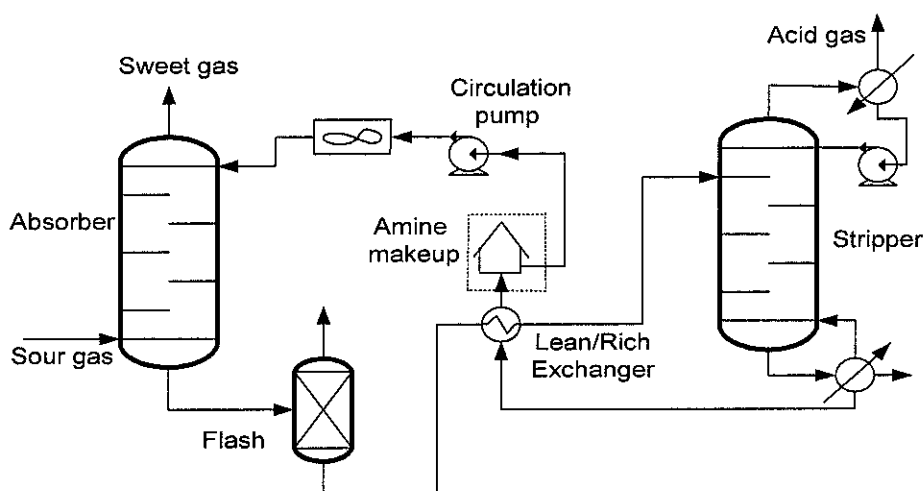 Acid gas
Sweet gas
Circulation
pump
Absorber
Amine
makeup
Stripper
Sour gas
Lean/Rich
Exchanger
Flash